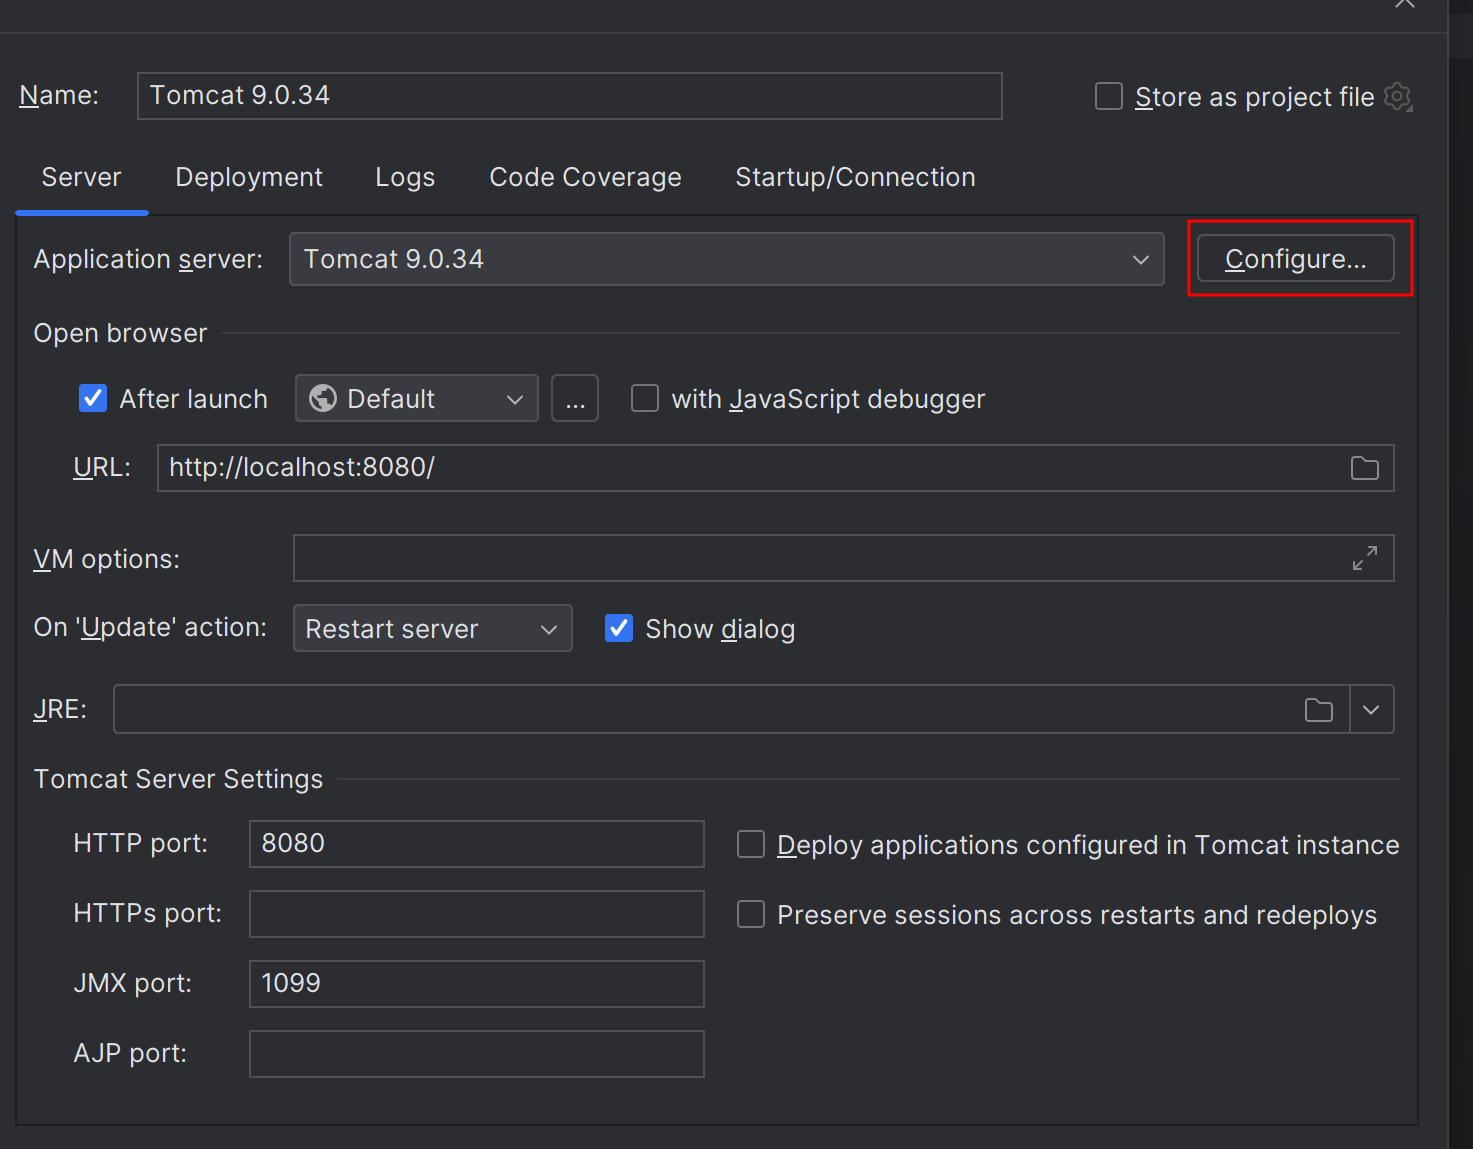 Name: Tomcat 9.0.34 Store as project file
Server Deployment Logs Code Coverage Startup/Connection
Application server: Tomcat 9.0.34 Configure...
Open browser
After launch Default ... with JavaScript debugger
URL: http://localhost:8080/
VM options:
On 'Update' action: Restart server Show dialog
JRE:
Tomcat Server Settings
HTTP port: 8080 Deploy applications configured in Tomcat instance
HTTPs port: Preserve sessions across restarts and redeploys
JMX port: 1099
AJP port: